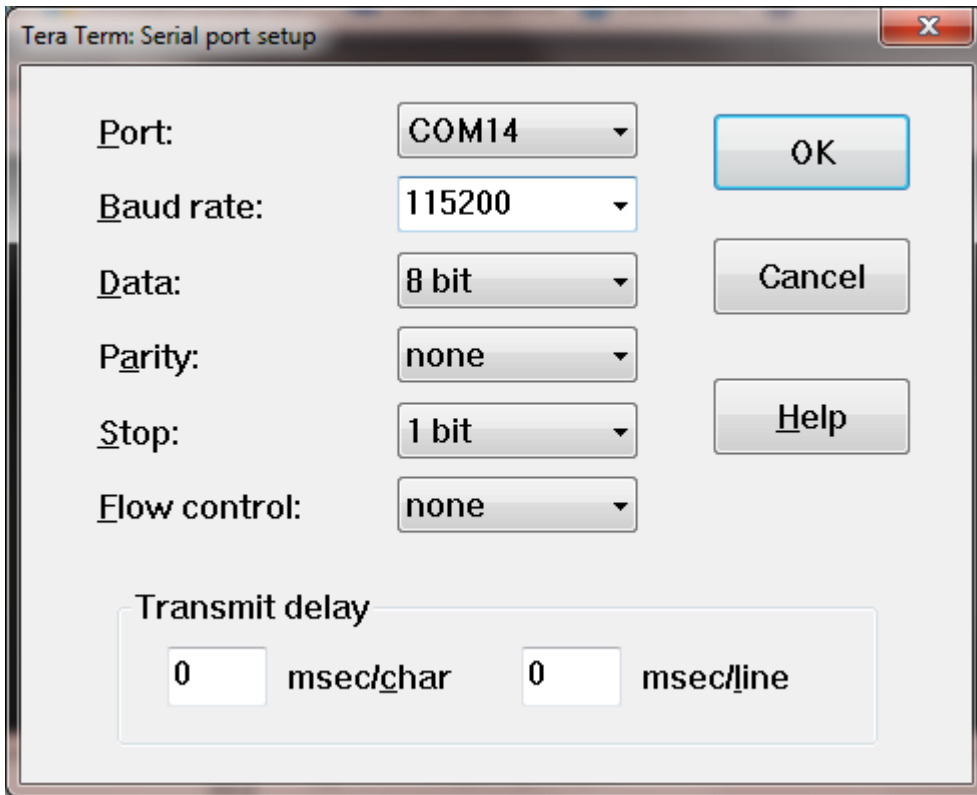 Tera Term: Serial port setup
Port: COM14 OK
Baud rate: 115200
Data: 8 bit Cancel
Parity: none
Stop: 1 bit Help
Flow control: none
Transmit delay
0 msec/char 0 msec/line